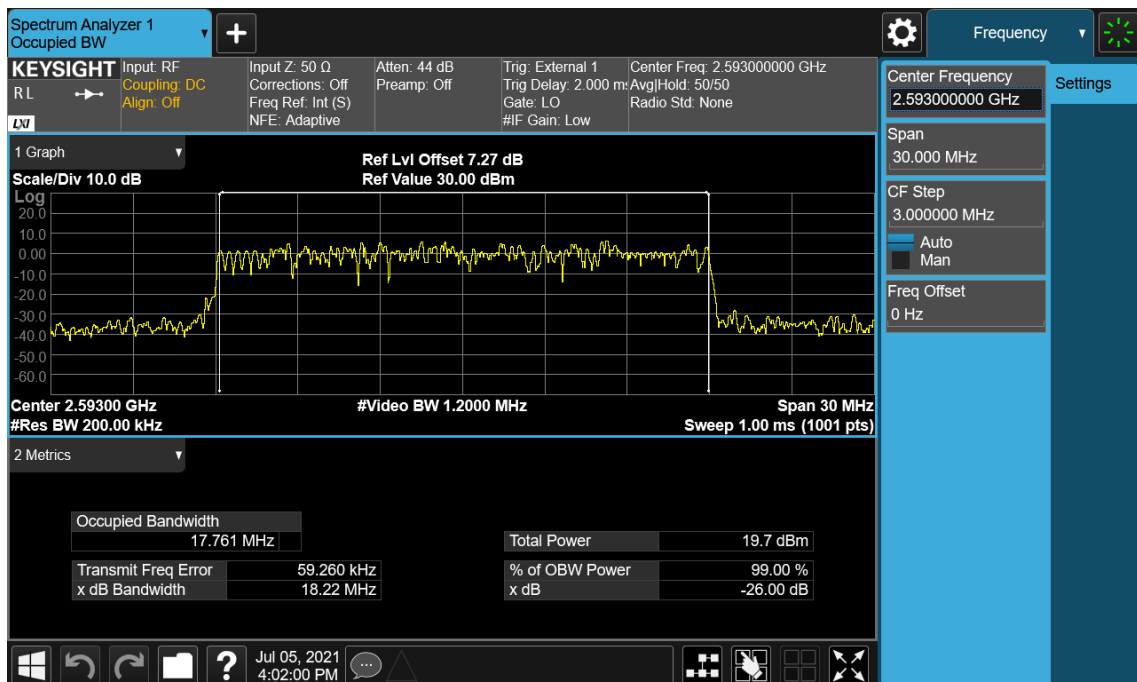 Spectrum Analyzer 1
Occupied BW
Frequency
KEYSIGHT
RL
LXI
Input: RF
Coupling: DC
Align: Off
Input Z: 50 Ω
Corrections: Off
Freq Ref: Int (S)
NFE: Adaptive
Atten: 44 dB
Preamp: Off
Trig: External 1
Trig Delay: 2.000 ms
Gate: LO
#IF Gain: Low
Center Freq: 2.593000000 GHz
Avg|Hold: 50/50
Radio Std: None
Center Frequency
2.593000000 GHz
Settings
Span
30.000 MHz
CF Step
3.000000 MHz
Auto
Man
Freq Offset
0 Hz
1 Graph
Scale/Div 10.0 dB
Ref Lvl Offset 7.27 dB
Ref Value 30.00 dBm
Log
20.0
10.0
0.00
-10.0
-20.0
-30.0
-40.0
-50.0
-60.0
Center 2.59300 GHz
#Video BW 1.2000 MHz
Span 30 MHz
#Res BW 200.00 kHz
Sweep 1.00 ms (1001 pts)
2 Metrics
Occupied Bandwidth
17.761 MHz
Total Power 19.7 dBm
Transmit Freq Error 59.260 kHz
% of OBW Power 99.00 %
x dB Bandwidth 18.22 MHz
x dB -26.00 dB
Jul 05, 2021
4:02:00 PM